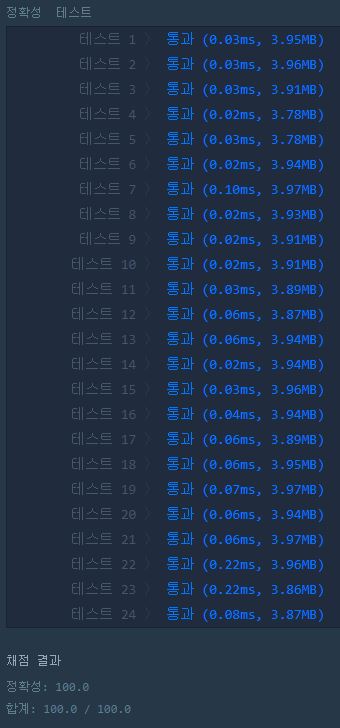 정확성 테스트
테스트 1 〉 통과 (0.03ms, 3.95MB)
테스트 2 〉 통과 (0.03ms, 3.96MB)
테스트 3 〉 통과 (0.03ms, 3.91MB)
테스트 4 〉 통과 (0.02ms, 3.78MB)
테스트 5 〉 통과 (0.03ms, 3.78MB)
테스트 6 〉 통과 (0.02ms, 3.94MB)
테스트 7 〉 통과 (0.10ms, 3.97MB)
테스트 8 〉 통과 (0.02ms, 3.93MB)
테스트 9 〉 통과 (0.02ms, 3.91MB)
테스트 10 〉 통과 (0.02ms, 3.91MB)
테스트 11 〉 통과 (0.03ms, 3.89MB)
테스트 12 〉 통과 (0.06ms, 3.87MB)
테스트 13 〉 통과 (0.06ms, 3.94MB)
테스트 14 〉 통과 (0.02ms, 3.94MB)
테스트 15 〉 통과 (0.03ms, 3.96MB)
테스트 16 〉 통과 (0.04ms, 3.94MB)
테스트 17 〉 통과 (0.06ms, 3.89MB)
테스트 18 〉 통과 (0.06ms, 3.95MB)
테스트 19 〉 통과 (0.07ms, 3.97MB)
테스트 20 〉 통과 (0.06ms, 3.94MB)
테스트 21 〉 통과 (0.06ms, 3.97MB)
테스트 22 〉 통과 (0.22ms, 3.96MB)
테스트 23 〉 통과 (0.22ms, 3.86MB)
테스트 24 〉 통과 (0.08ms, 3.87MB)
채점 결과
정확성: 100.0
합계: 100.0 / 100.0